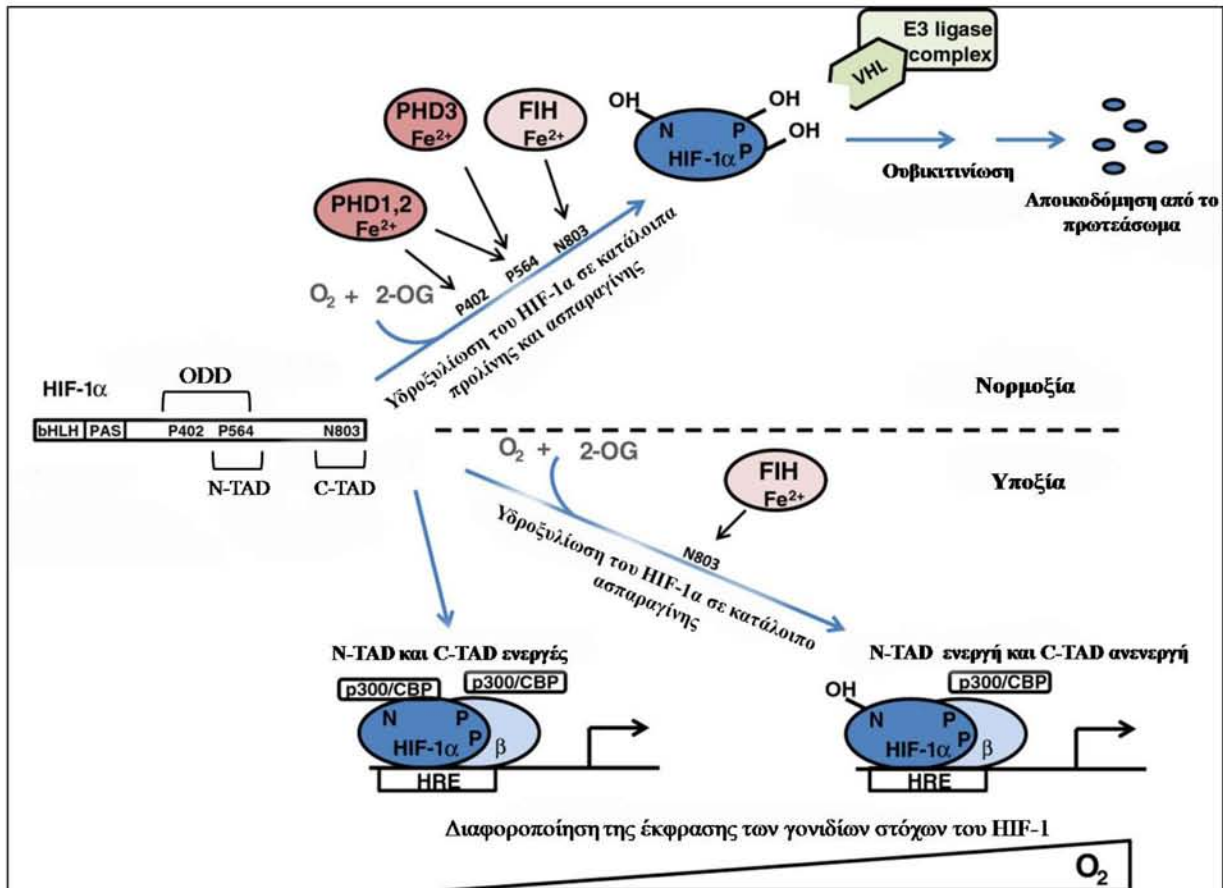 E3 ligase
complex
VHL
PHD3
Fe²⁺
FIH
Fe²⁺
OH
OH
OH
N P
HIF-1α P
Ουβικιτινίωση
Αποικοδόμηση από το
πρωτεάσωμα
PHD1,2
Fe²⁺
P402
P564
N803
O₂ + 2-OG
Υδροξυλίωση του HIF-1α σε κατάλοιπα
προλίνης και ασπαραγίνης
HIF-1α
ODD
bHLH PAS P402 P564 N803
N-TAD C-TAD
Νορμοξία
Υποξία
O₂ + 2-OG
FIH
Fe²⁺
N803
Υδροξυλίωση του HIF-1α σε κατάλοιπο
ασπαραγίνης
N-TAD και C-TAD ενεργές
p300/CBP p300/CBP
N P
P
HIF-1α β
HRE
N-TAD ενεργή και C-TAD ανενεργή
p300/CBP
OH
N P
P
HIF-1α β
HRE
Διαφοροποίηση της έκφρασης των γονιδίων στόχων του HIF-1
O₂